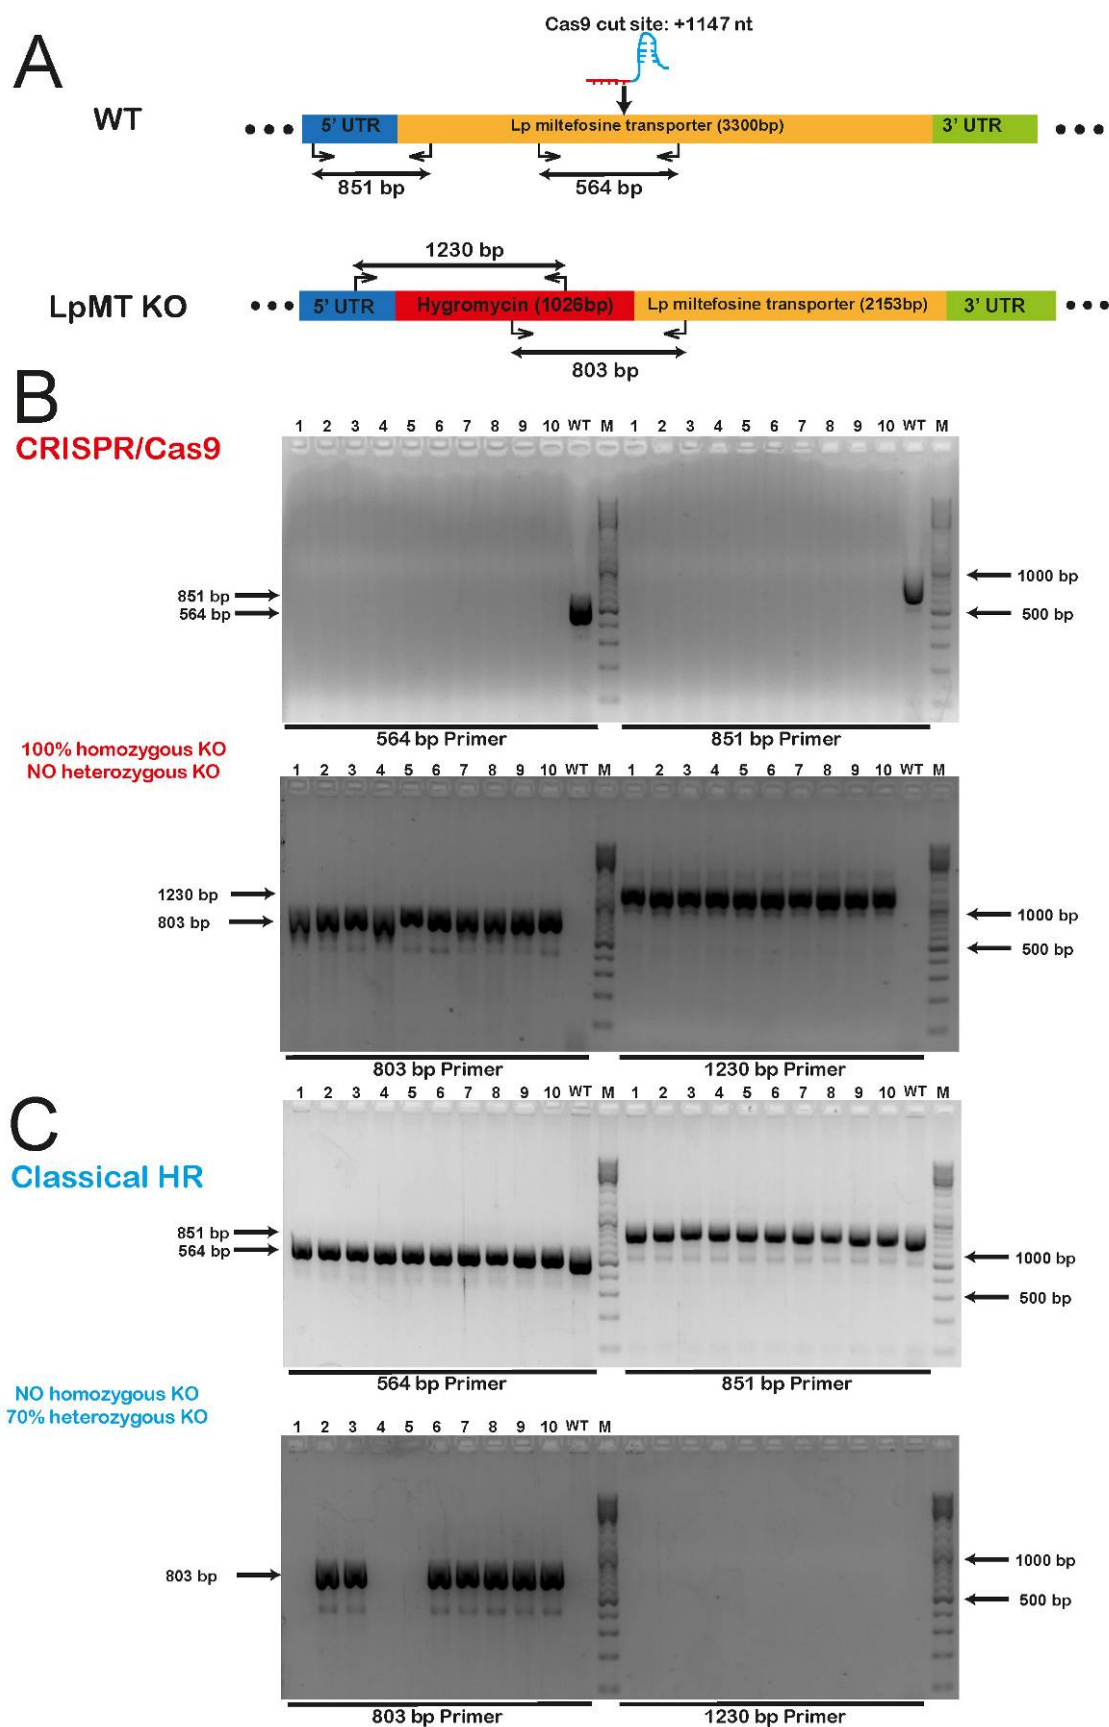 A
Cas9 cut site: +1147 nt
WT
5' UTR
Lp miltefosine transporter (3300bp)
3' UTR
851 bp
564 bp
1230 bp
LpMT KO
5' UTR
Hygromycin (1026bp)
Lp miltefosine transporter (2153bp)
3' UTR
803 bp
B
CRISPR/Cas9
1 2 3 4 5 6 7 8 9 10 WT M 1 2 3 4 5 6 7 8 9 10 WT M
851 bp
564 bp
1000 bp
500 bp
564 bp Primer
851 bp Primer
100% homozygous KO
NO heterozygous KO
1 2 3 4 5 6 7 8 9 10 WT M 1 2 3 4 5 6 7 8 9 10 WT M
1230 bp
803 bp
1000 bp
500 bp
803 bp Primer
1230 bp Primer
C
Classical HR
1 2 3 4 5 6 7 8 9 10 WT M 1 2 3 4 5 6 7 8 9 10 WT M
851 bp
564 bp
1000 bp
500 bp
564 bp Primer
851 bp Primer
NO homozygous KO
70% heterozygous KO
1 2 3 4 5 6 7 8 9 10 WT M
803 bp
1000 bp
500 bp
803 bp Primer
1230 bp Primer